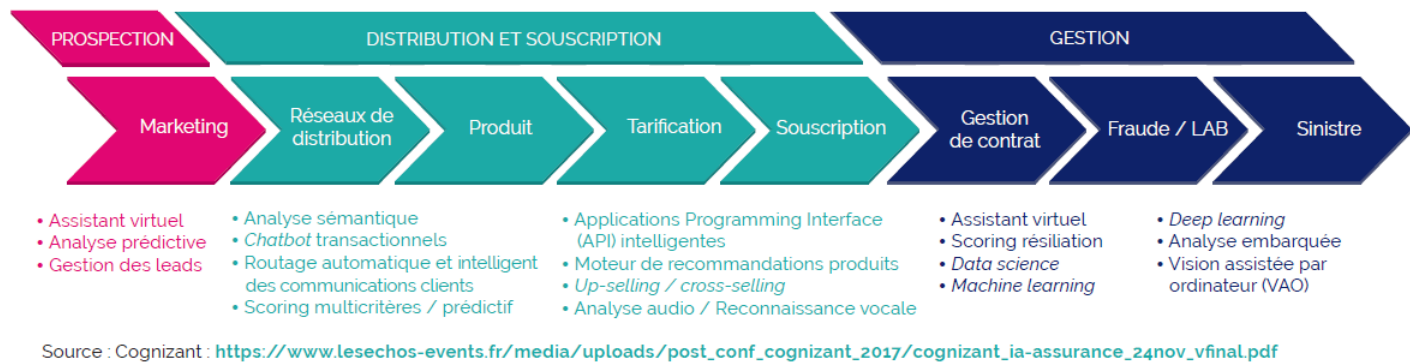 PROSPECTION
DISTRIBUTION ET SOUSCRIPTION
GESTION
Marketing
Réseaux de
distribution
Produit
Tarification
Souscription
Gestion
de contrat
Fraude / LAB
Sinistre
• Assistant virtuel
• Analyse prédictive
• Gestion des leads
• Analyse sémantique
• Chatbot transactionnels
• Routage automatique et intelligent
des communications clients
• Scoring multicritères / prédictif
• Applications Programming Interface
(API) intelligentes
• Moteur de recommandations produits
• Up-selling / cross-selling
• Analyse audio / Reconnaissance vocale
• Assistant virtuel
• Scoring résiliation
• Data science
• Machine learning
• Deep learning
• Analyse embarquée
• Vision assistée par
ordinateur (VAO)
Source : Cognizant : https://www.lesechos-events.fr/media/uploads/post_conf_cognizant_2017/cognizant_ia-assurance_24nov_vfinal.pdf